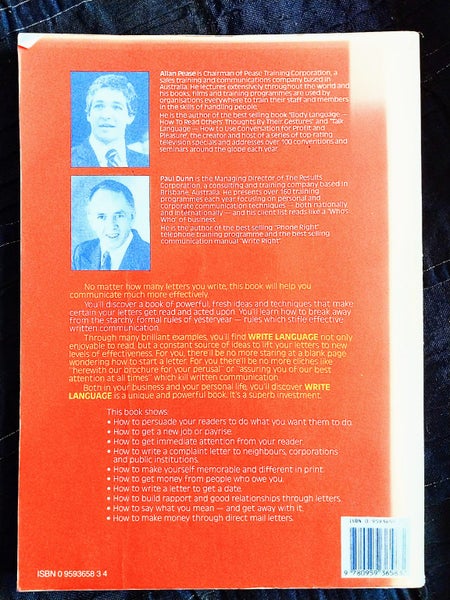 Allan Pease is Chairman of Pease Training Corporation, a
sales training and communications company based in
Australia. He lectures extensively throughout the world and
his books, films and training programmes are used by
organisations everywhere to train their staff and members
in the skills of handling people.
He is the author of the best selling book "Body Language —
How To Read Others' Thoughts By Their Gestures" and "Talk
Language — How to Use Conversation for Profit and
Pleasure", the creator and host of a series of top rating
television specials and addresses over 100 conventions and
seminars around the globe each year.
Paul Dunn is the Managing Director of The Results
Corporation, a consulting and training company based in
Brisbane, Australia. He presents over 160 training
programmes each year focusing on personal and
corporate communication techniques — both nationally
and internationally — and his client list reads like a "Who's
Who" of business.
He is the author of the best selling "Phone Right"
telephone training programme and the best selling
communication manual "Write Right".
No matter how many letters you write, this book will help you
communicate much more effectively.
You'll discover a book of powerful, fresh ideas and techniques that make
certain your letters get read and acted upon. You'll learn how to break away
from the starchy, formal rules of yesteryear — rules which stifle effective
written communication.
Through many brilliant examples, you'll find WRITE LANGUAGE not only
enjoyable to read, but a constant source of ideas to lift your letters to new
levels of effectiveness. For you, there'll be no more staring at a blank page
wondering how to start a letter. For you there'll be no more cliches like
"herewith our brochure for your perusal" or "assuring you of our best
attention at all times" which kill written communication.
Both in your business and your personal life, you'll discover WRITE
LANGUAGE is a unique and powerful book. It's a superb investment.
This book shows:
• How to persuade your readers to do what you want them to do.
• How to get a new job or payrise.
• How to get immediate attention from your reader.
• How to write a complaint letter to neighbours, corporations
and public institutions.
• How to make yourself memorable and different in print.
• How to get money from people who owe you.
• How to write a letter to get a date.
• How to build rapport and good relationships through letters.
• How to say what you mean — and get away with it.
• How to make money through direct mail letters.
ISBN 0 9593658
ISBN 0 9593658 3 4
9 780959 36583